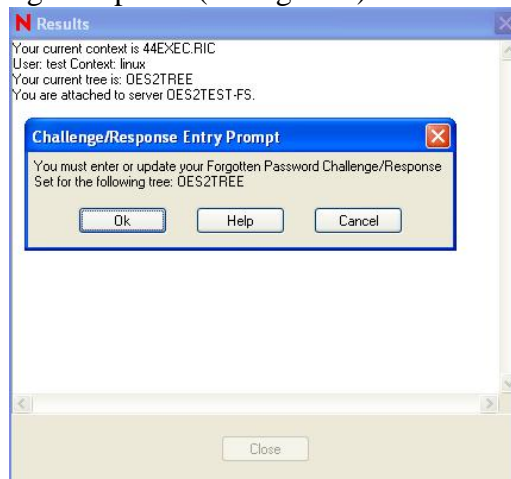 Results
Your current context is 44EXEC.RIC
User: test Context: linux
Your current tree is: OES2TREE
You are attached to server OES2TEST-FS.
Challenge/Response Entry Prompt
You must enter or update your Forgotten Password Challenge/Response
Set for the following tree: OES2TREE
Ok Help Cancel
Close